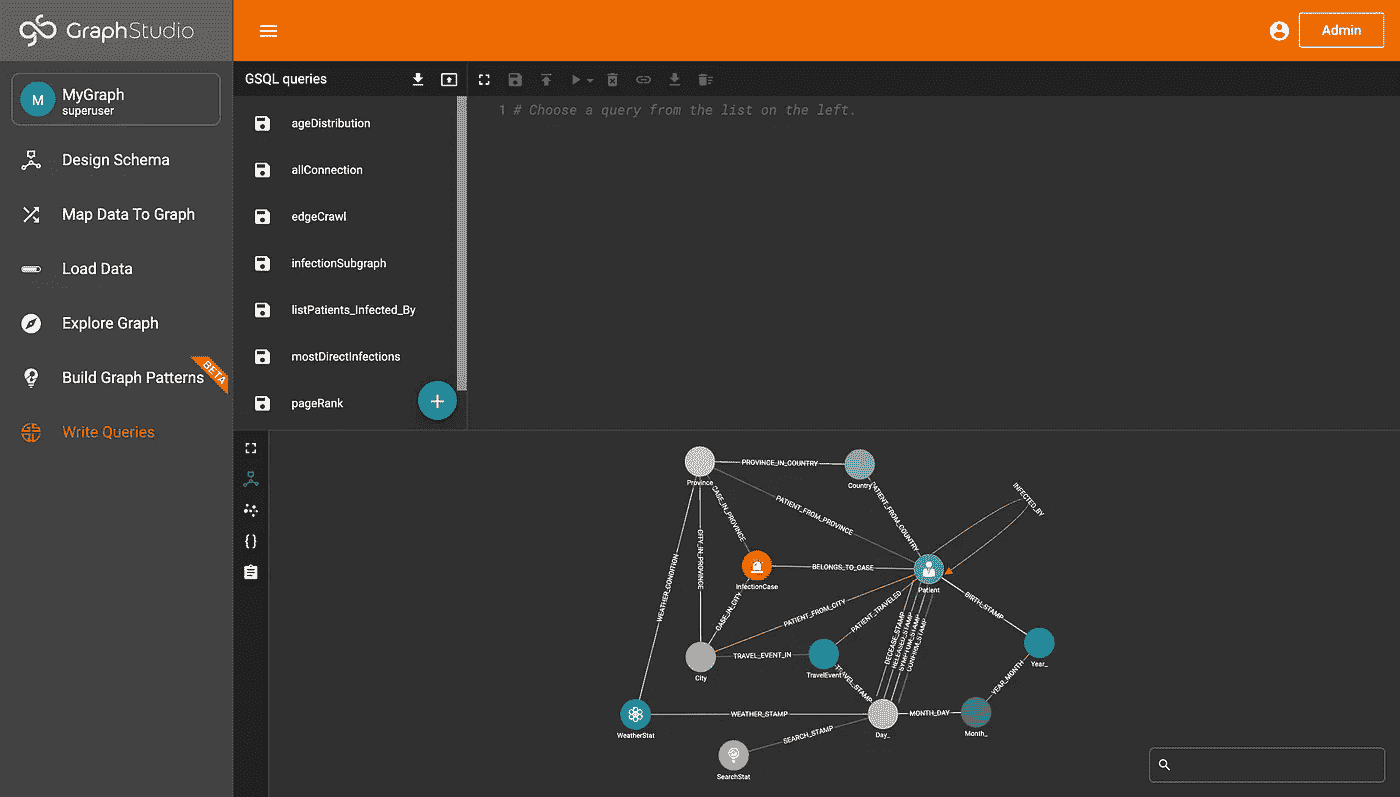 GraphStudio
Admin
M
MyGraph
superuser
Design Schema
Map Data To Graph
Load Data
Explore Graph
Build Graph Patterns
BETA
Write Queries
GSQL queries
ageDistribution
allConnection
edgeCrawl
infectionSubgraph
listPatients_Infected_By
mostDirectInfections
pageRank
+
1 # Choose a query from the list on the left.
{}
Province
PROVINCE_IN_COUNTRY
Country
INFECTED_BY
CASE_IN_PROVINCE
PATIENT_FROM_PROVINCE
PATIENT_FROM_COUNTRY
CITY_IN_PROVINCE
WEATHER_CONDITION
InfectionCase
BELONGS_TO_CASE
Patient
CASE_IN_CITY
PATIENT_FROM_CITY
PATIENT_TRAVELED
BIRTH_STAMP
DECEASE_STAMP
RELEASED_STAMP
SYMPTOM_STAMP
CONFIRM_STAMP
City
TRAVEL_EVENT_IN
TravelEvent
TRAVEL_STAMP
Year_
YEAR_MONTH
WeatherStat
WEATHER_STAMP
Day_
MONTH_DAY
Month_
SEARCH_STAMP
SearchStat